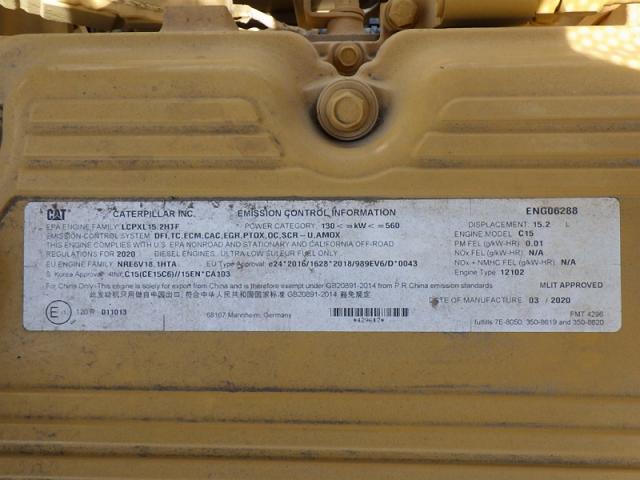 CAT CATERPILLAR INC. EMISSION CONTROL INFORMATION ENG06288
EPA ENGINE FAMILY: LCPXL15.2HTF POWER CATEGORY: 130<=kW<=560 DISPLACEMENT: 15.2 L
EMISSION-CONTROL SYSTEM: DFI,TC,ECM,CAC,EGR,PTOX,OC,SCR-U,AMOX ENGINE MODEL: C15
THIS ENGINE COMPLIES WITH U.S. EPA NONROAD AND STATIONARY AND CALIFORNIA OFF-ROAD PM FEL (g/kW-HR) 0.01
REGULATIONS FOR 2020 DIESEL ENGINES. ULTRA LOW SULFUR FUEL ONLY NOx FEL (g/kW-HR) N/A
EU ENGINE FAMILY: NRE6V18.1HTA EU Type Approval: e24*2016/1628*2018/989EV6/D*0043 NOx + NMHC FEL (g/kW-HR) N/A
S. Korea Approval: 4th(C15(CE15C6)/15EN*CA103 Engine Type 12102
For China Only-This engine is for export and is therefore exempt under GB20891-2014 from P.R.China emission standards MLIT APPROVED
此发动机只用做中国出口, 符合中华人民共和国国家标准 GB20891-2014 豁免规定
DATE OF MANUFACTURE 03 / 2020
E 120 R 011013 68107 Mannheim, Germany *429617* PMT 4296
fulfills 7E-8050, 350-8619 and 350-8620